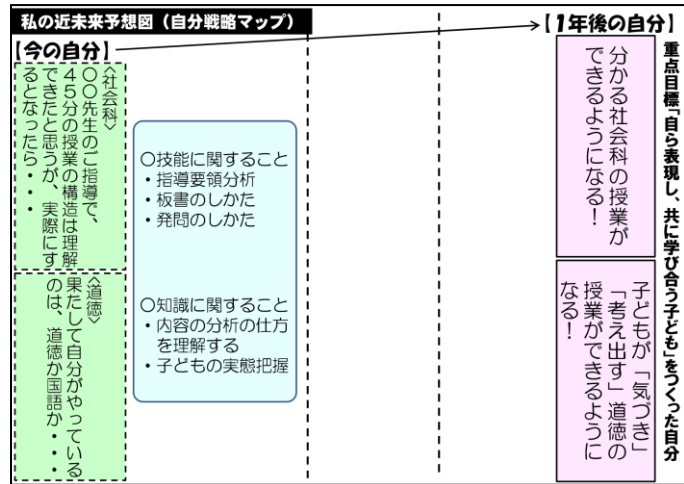 私の近未来予想図（自分戦略マップ）
【今の自分】
【1年後の自分】
重点目標「自ら表現し、共に学び合う子ども」をつくった自分
〈社会科〉
〇〇先生のご指導で、
４５分の授業の構造は理解
できたと思うが、実際にす
るとなったら・・・
〈道徳〉
果たして自分がやっている
のは、道徳か国語か・・・
〇技能に関すること
・指導要領分析
・板書のしかた
・発問のしかた
〇知識に関すること
・内容の分析の仕方
を理解する
・子どもの実態把握
分かる社会科の授業が
できるようになる！
子どもが「気づき」
「考え出す」道徳の
授業ができるように
なる！